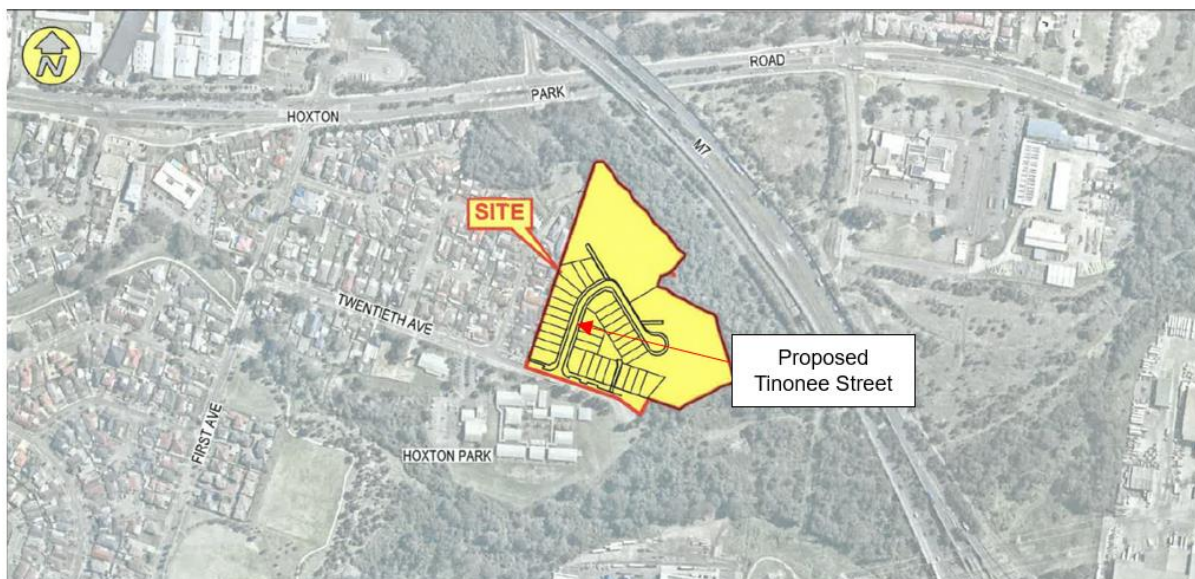 N
HOXTON
PARK
ROAD
M7
SITE
TWENTIETH AVE
Proposed
Tinonee Street
FIRST AVE
HOXTON PARK